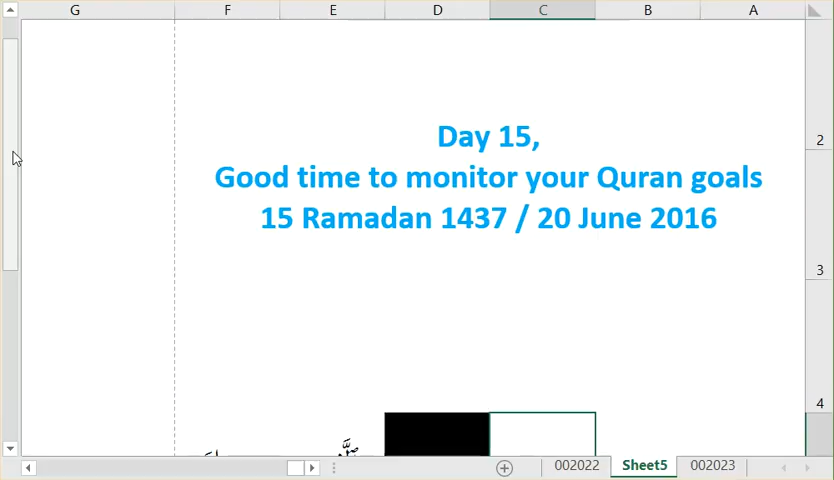 G F E D C B A
Day 15,
2
Good time to monitor your Quran goals
15 Ramadan 1437 / 20 June 2016
3
4
002022 Sheet5 002023